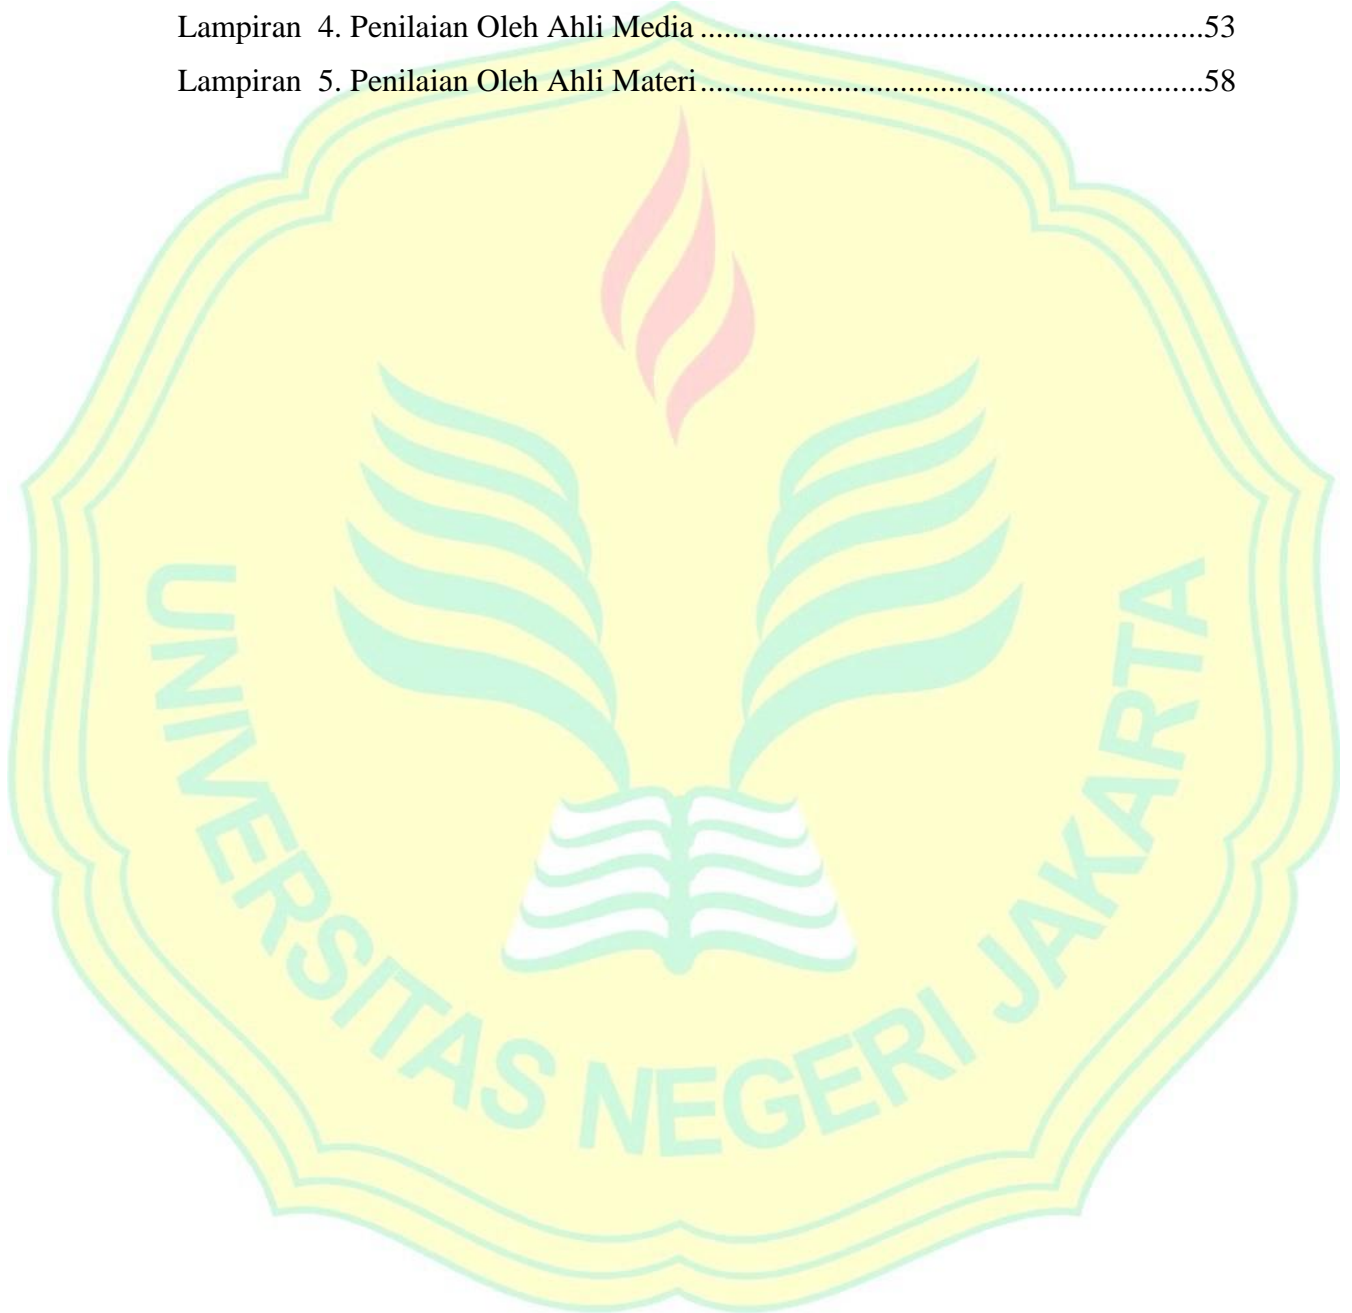 Lampiran  4. Penilaian Oleh Ahli Media ................................................................53
Lampiran  5. Penilaian Oleh Ahli Materi................................................................58
UNIVERSITAS NEGERI JAKARTA